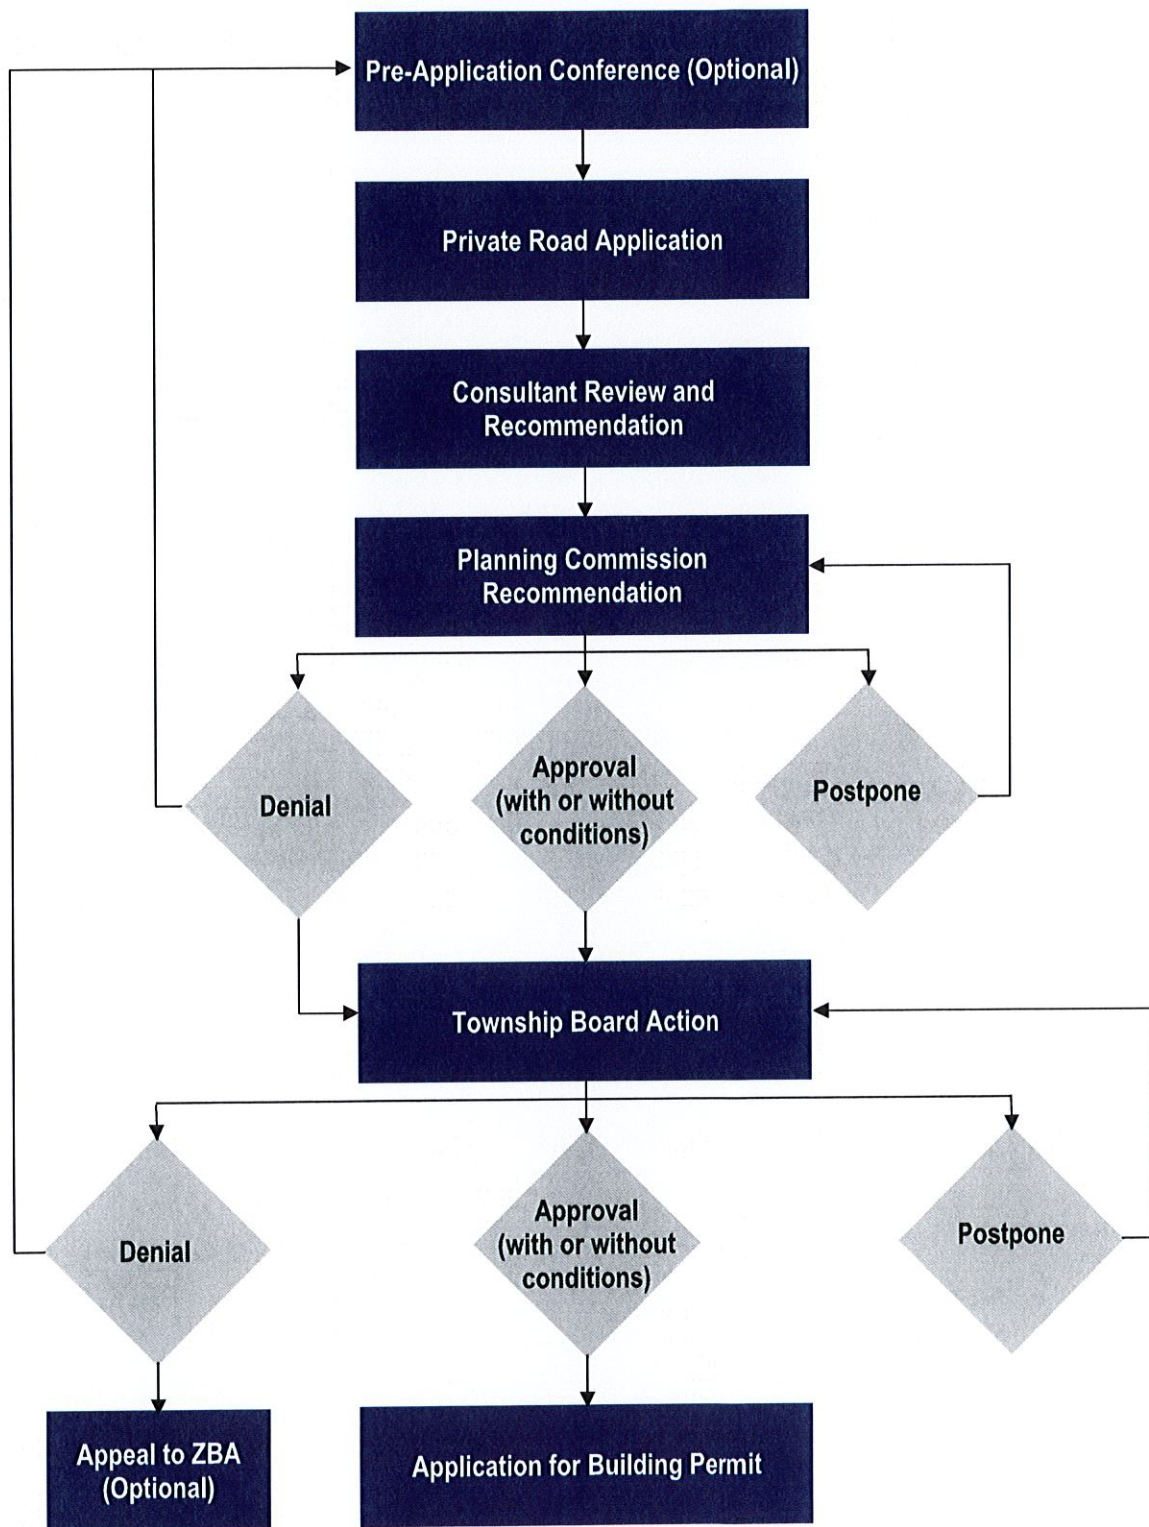 Pre-Application Conference (Optional)
Private Road Application
Consultant Review and
Recommendation
Planning Commission
Recommendation
Denial
Approval
(with or without
conditions)
Postpone
Township Board Action
Denial
Approval
(with or without
conditions)
Postpone
Appeal to ZBA
(Optional)
Application for Building Permit